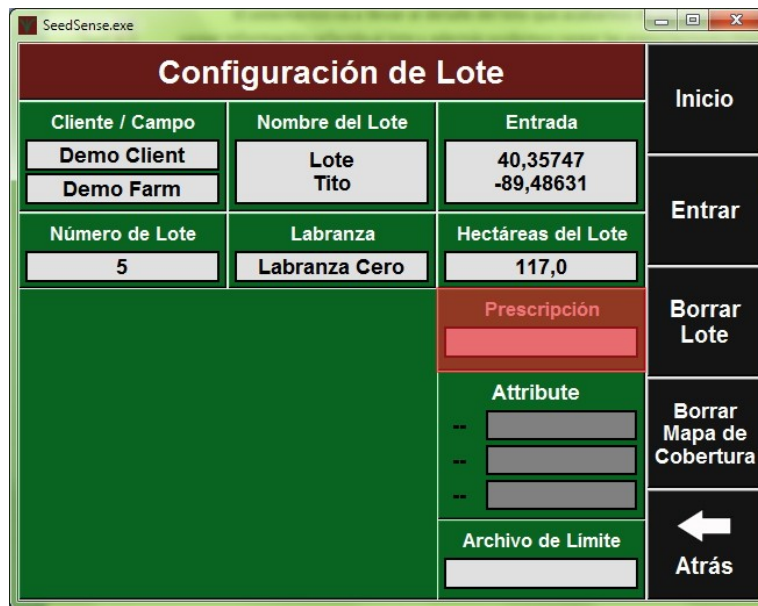 SeedSense.exe
Configuración de Lote
Cliente / Campo
Demo Client
Demo Farm
Nombre del Lote
Lote
Tito
Entrada
40,35747
-89,48631
Número de Lote
5
Labranza
Labranza Cero
Hectáreas del Lote
117,0
Prescripción
Attribute
--
--
--
Archivo de Límite
Inicio
Entrar
Borrar
Lote
Borrar
Mapa de
Cobertura
Atrás